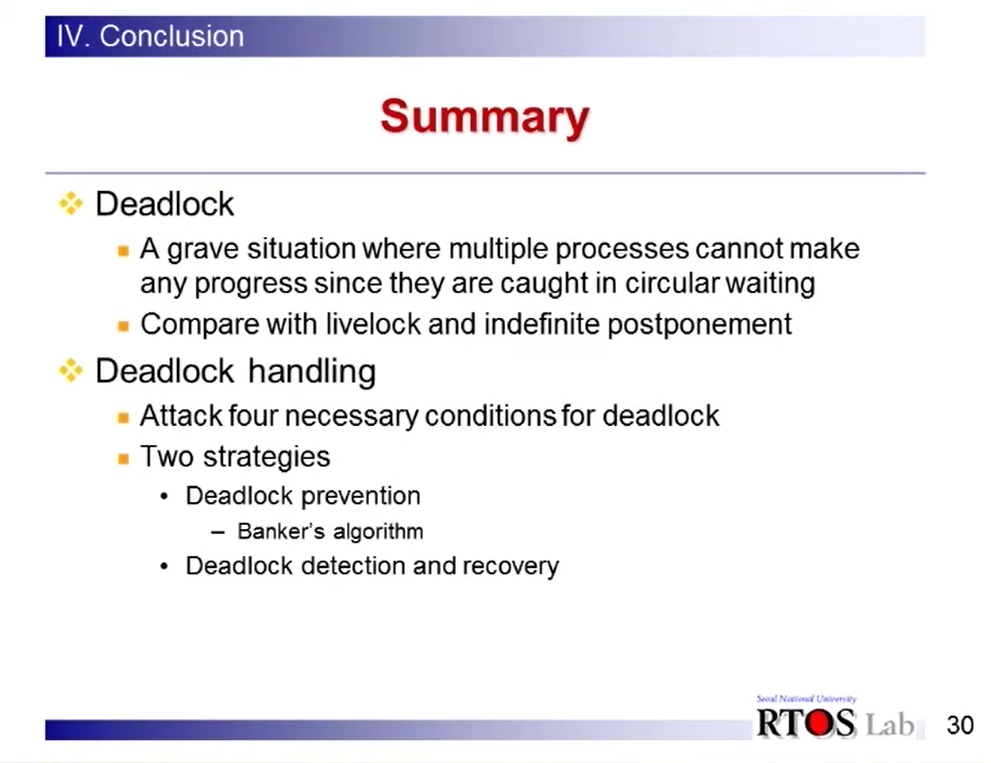 IV. Conclusion
Summary
Deadlock
A grave situation where multiple processes cannot make
any progress since they are caught in circular waiting
Compare with livelock and indefinite postponement
Deadlock handling
Attack four necessary conditions for deadlock
Two strategies
• Deadlock prevention
– Banker's algorithm
• Deadlock detection and recovery
Seoul National University
RTOS Lab
30